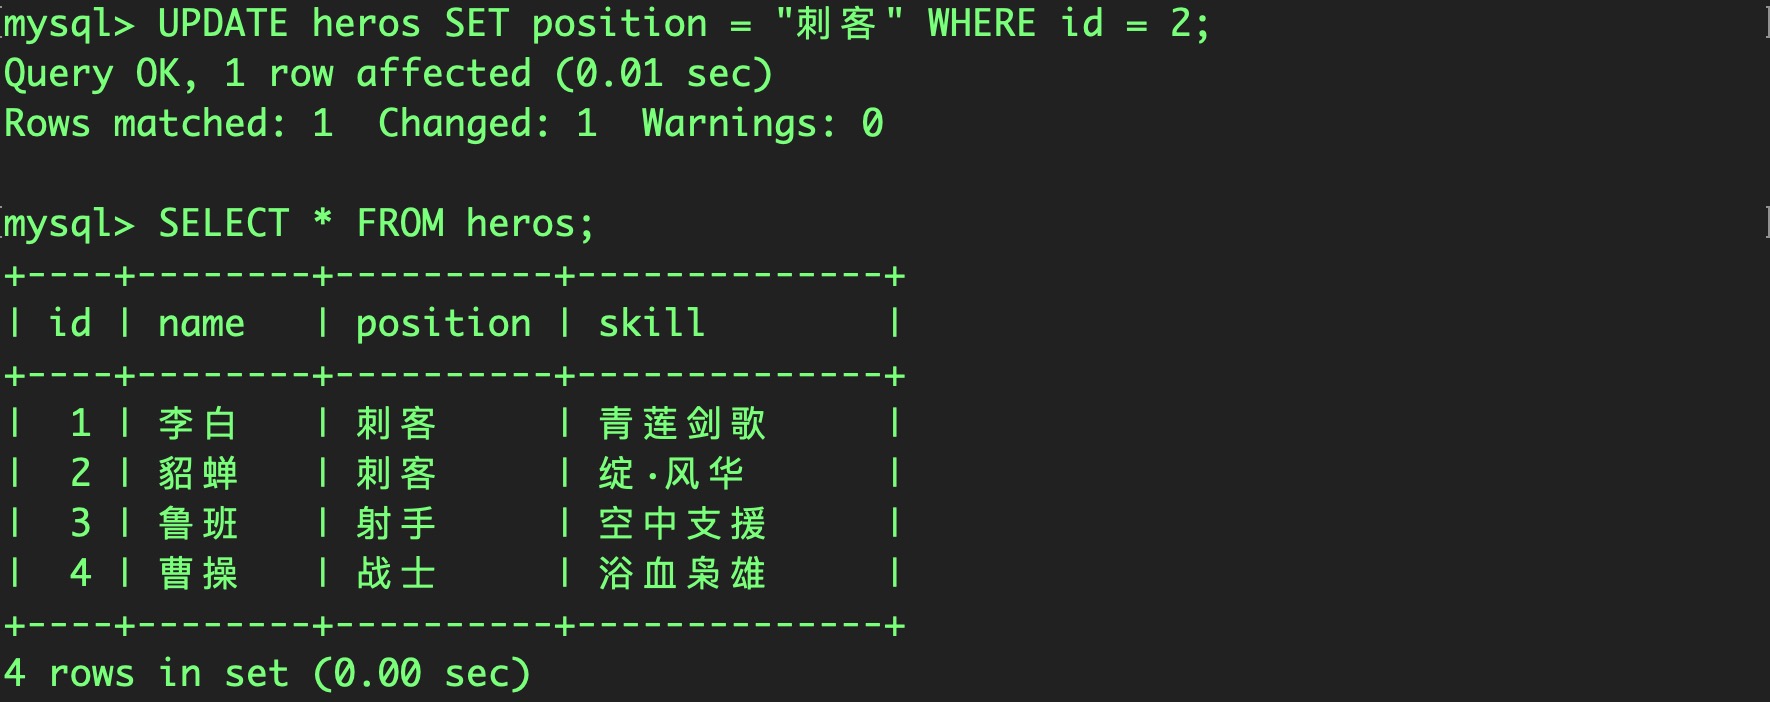 mysql> UPDATE heros SET position = "刺客" WHERE id = 2;
Query OK, 1 row affected (0.01 sec)
Rows matched: 1  Changed: 1  Warnings: 0

mysql> SELECT * FROM heros;
+----+--------+----------+--------------+
| id | name   | position | skill        |
+----+--------+----------+--------------+
|  1 | 李白   | 刺客     | 青莲剑歌     |
|  2 | 貂蝉   | 刺客     | 绽·风华      |
|  3 | 鲁班   | 射手     | 空中支援     |
|  4 | 曹操   | 战士     | 浴血枭雄     |
+----+--------+----------+--------------+
4 rows in set (0.00 sec)